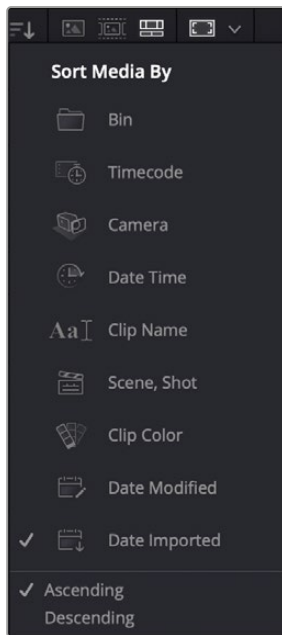 Sort Media By
Bin
Timecode
Camera
Date Time
Aa Clip Name
Scene, Shot
Clip Color
Date Modified
Date Imported
Ascending
Descending